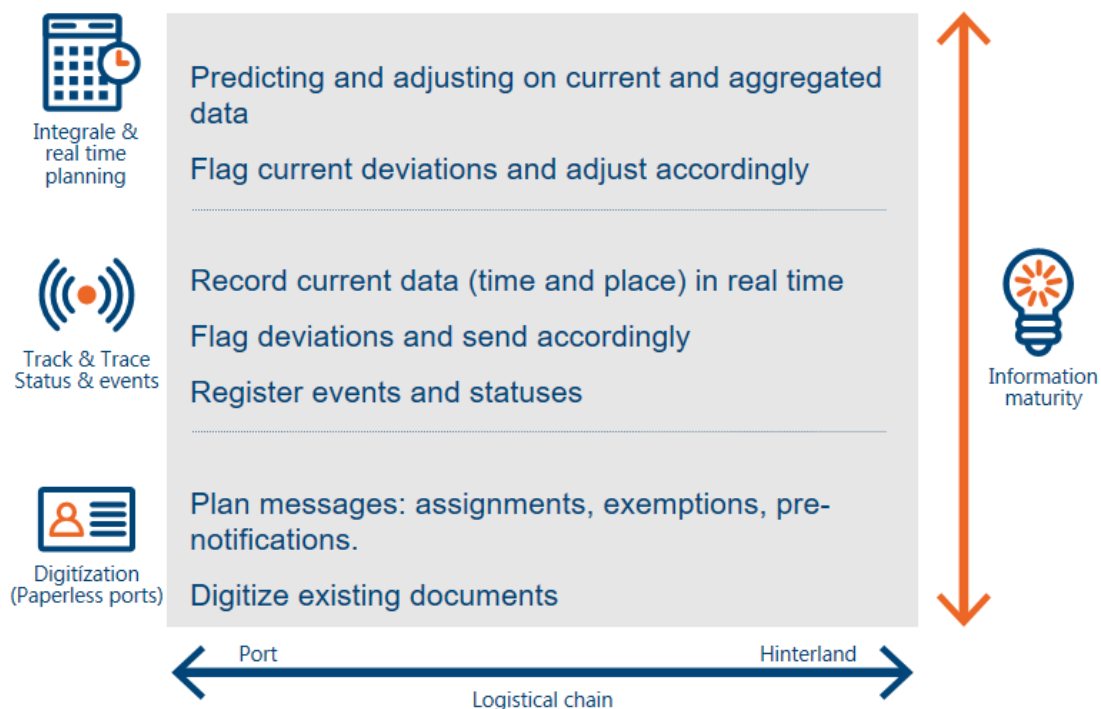 Predicting and adjusting on current and aggregated
data
Integrale &
real time
planning
Flag current deviations and adjust accordingly
Record current data (time and place) in real time
Flag deviations and send accordingly
Track & Trace
Status & events
Register events and statuses
Information
maturity
Plan messages: assignments, exemptions, pre-
notifications.
Digitízation
(Paperless ports)
Digitize existing documents
Port
Hinterland
Logistical chain